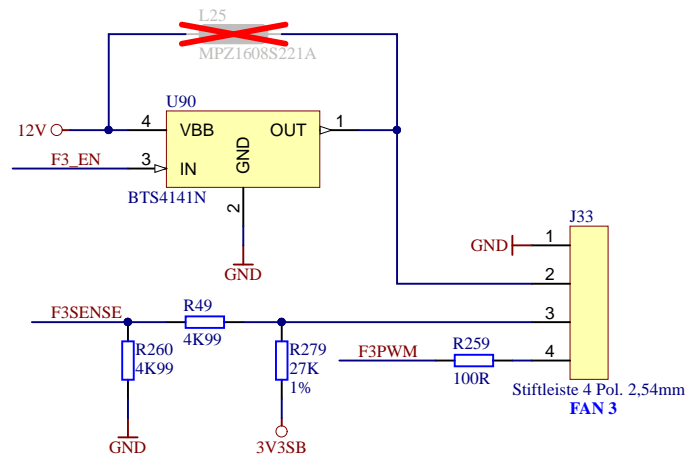 L25
MPZ1608S221A
U90
12V
4
VBB
OUT
1
F3_EN
3
IN
GND
BTS4141N
2
GND
J33
GND
1
2
F3SENSE
R49
4K99
3
R260
4K99
R279
27K
1%
F3PWM
R259
100R
4
Stiftleiste 4 Pol. 2,54mm
FAN 3
GND
3V3SB